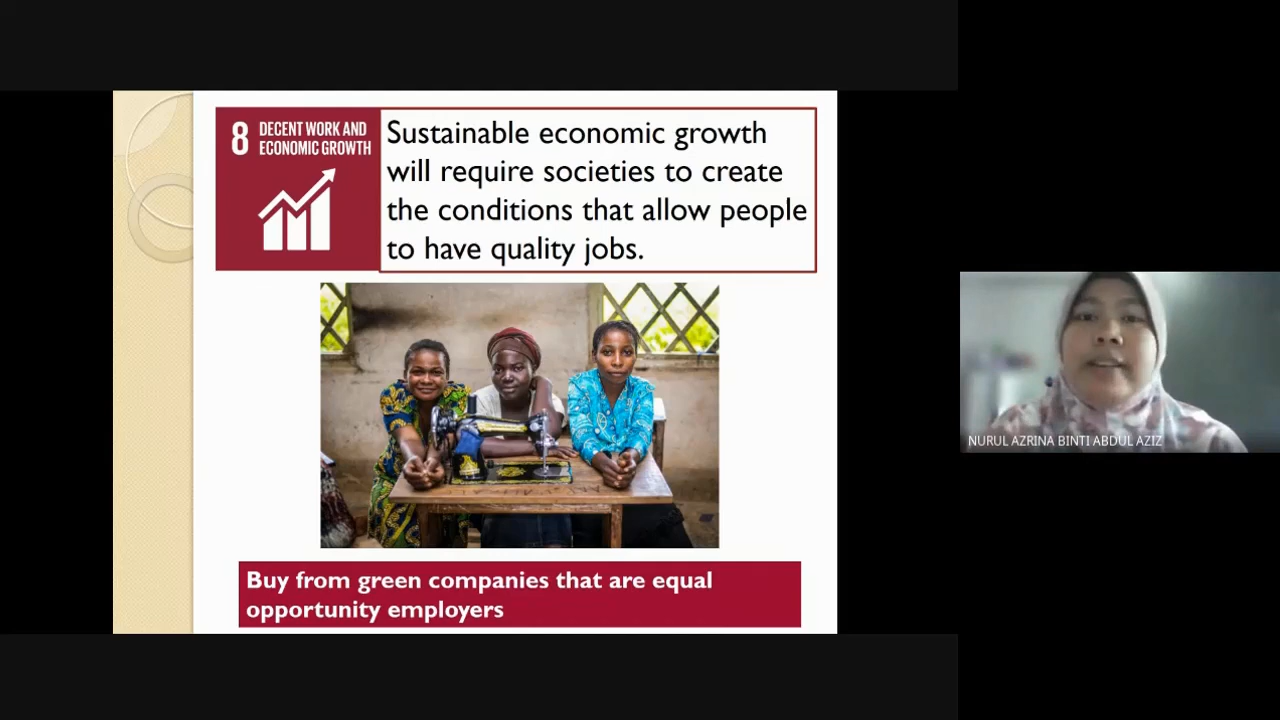 8 DECENT WORK AND
ECONOMIC GROWTH
Sustainable economic growth
will require societies to create
the conditions that allow people
to have quality jobs.
Buy from green companies that are equal
opportunity employers
NURUL AZRINA BINTI ABDUL AZIZ